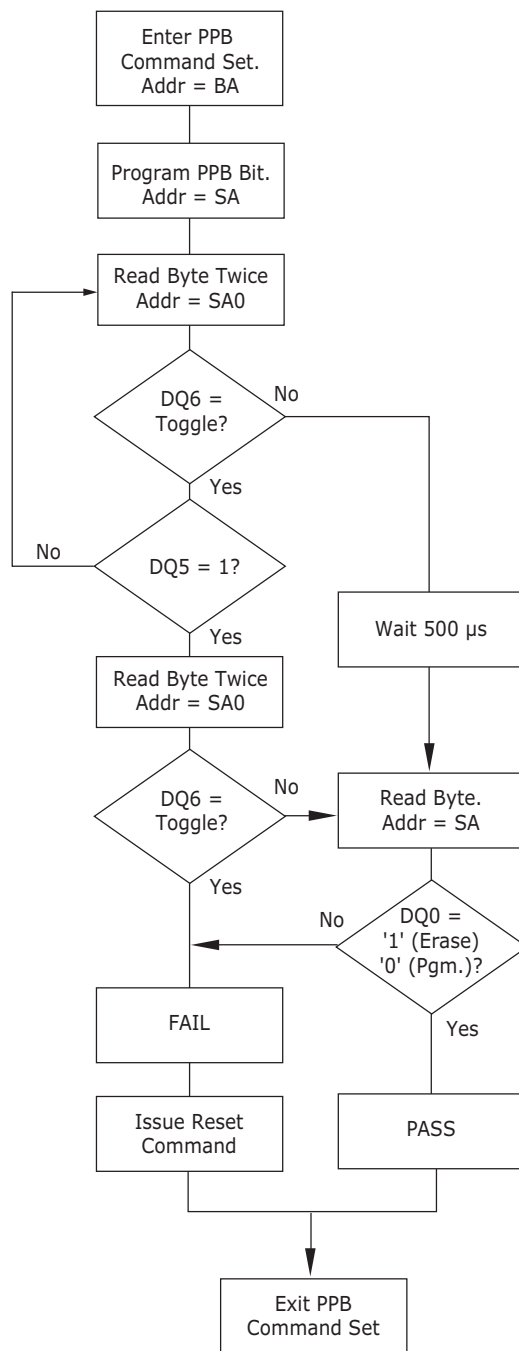 Enter PPB
Command Set.
Addr = BA
Program PPB Bit.
Addr = SA
Read Byte Twice
Addr = SA0
DQ6 =
Toggle?
No
Yes
DQ5 = 1?
No
Yes
Wait 500 µs
Read Byte Twice
Addr = SA0
DQ6 =
Toggle?
No
Yes
Read Byte.
Addr = SA
DQ0 =
'1' (Erase)
'0' (Pgm.)?
No
Yes
FAIL
Issue Reset
Command
PASS
Exit PPB
Command Set